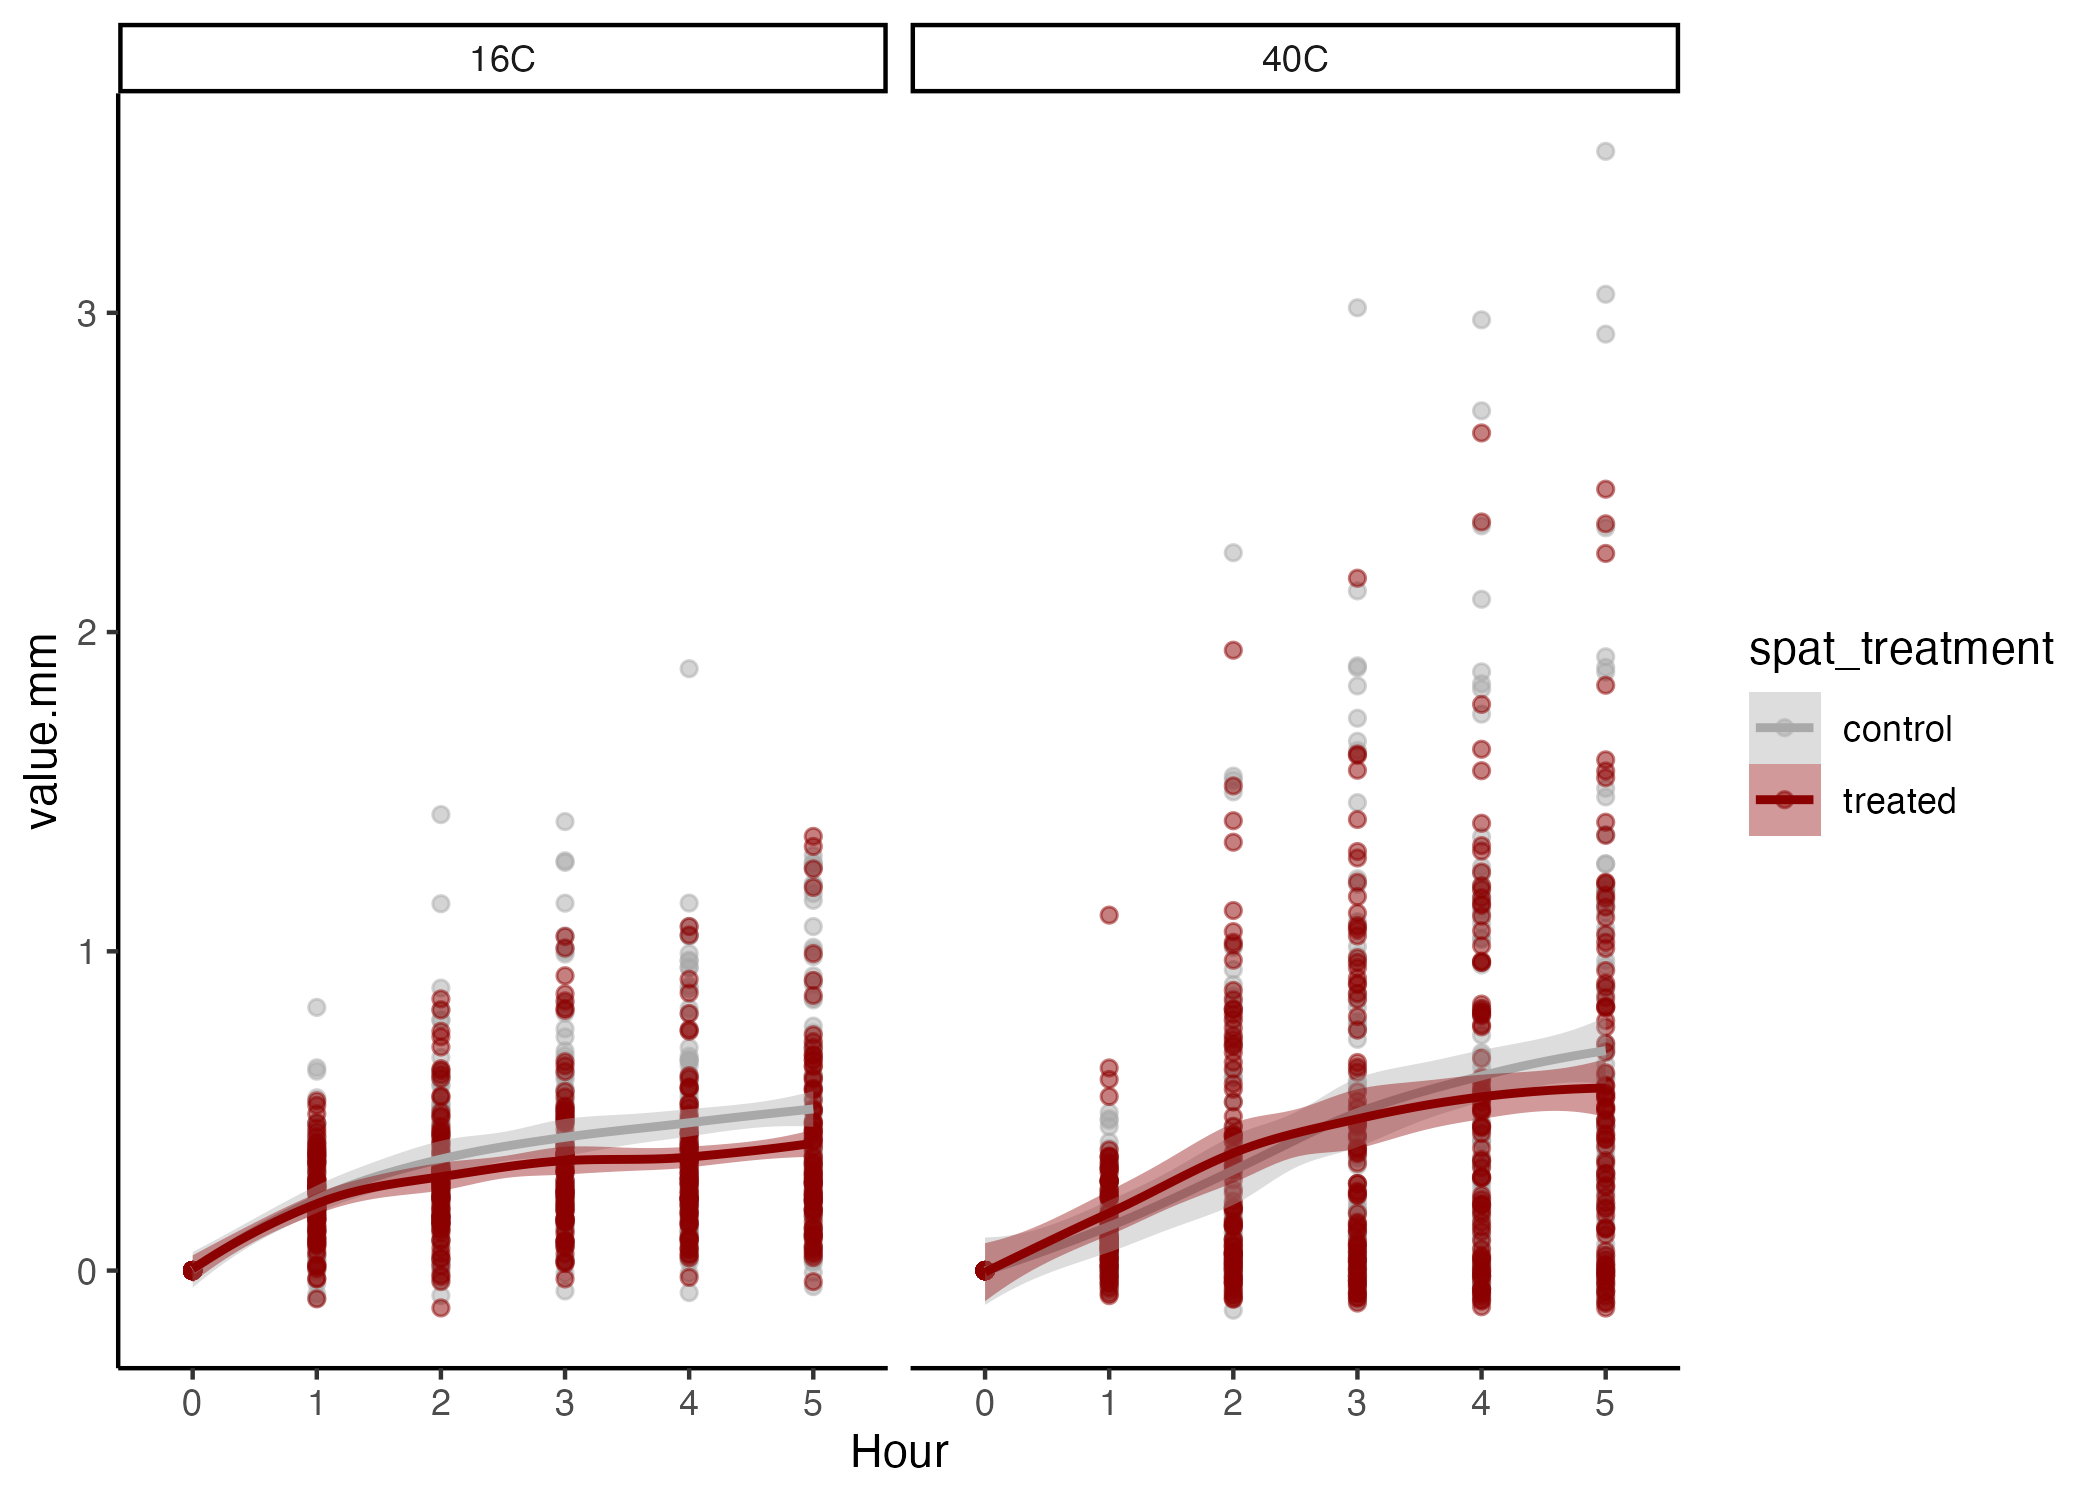 16C
40C
value.mm
3
2
1
0
0 1 2 3 4 5
0 1 2 3 4 5
Hour
spat_treatment
control
treated